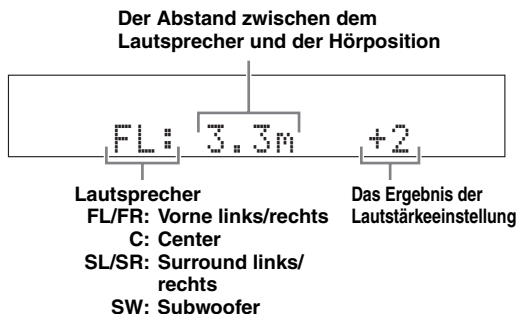 Der Abstand zwischen dem
Lautsprecher und der Hörposition
FL: 3.3m +2
Lautsprecher
FL/FR: Vorne links/rechts
C: Center
SL/SR: Surround links/
rechts
SW: Subwoofer
Das Ergebnis der
Lautstärkeeinstellung